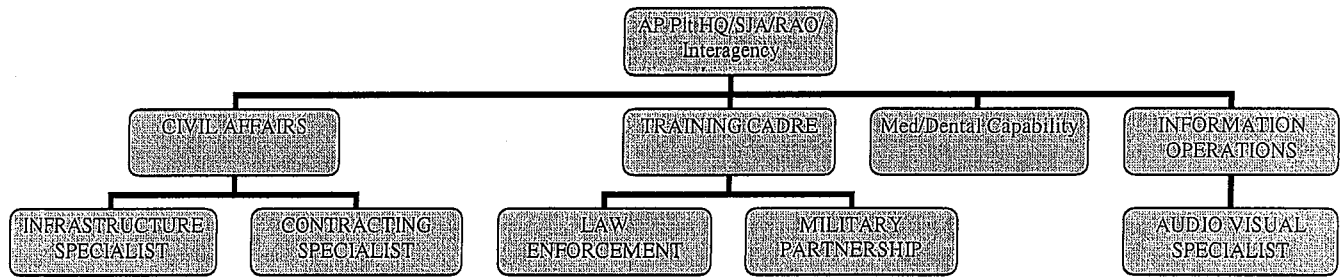 AP Plt HQ/SJA/RAO/
Interagency
CIVIL AFFAIRS
TRAINING CADRE
Med/Dental Capability
INFORMATION
OPERATIONS
INFRASTRUCTURE
SPECIALIST
CONTRACTING
SPECIALIST
LAW
ENFORCEMENT
MILITARY
PARTNERSHIP
AUDIO VISUAL
SPECIALIST